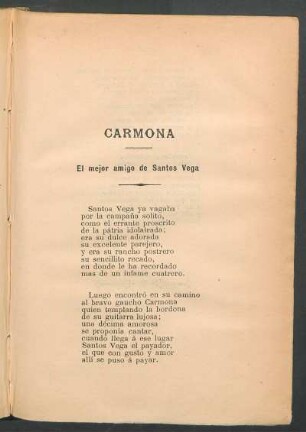 CARMONA
El mejor amigo de Santos Vega
Santos Vega yo vagaba
por la campaña solito,
como el errante proscrito
de la pátria idolatrada;
era mi dulce adorada
su excelente parejero,
y era su rancho postrero
su sencillito recado,
en donde le ha recordado
mas de un infame cuatrero.
Luego encontró en su camino
al bravo gaucho Carmona
quien templando la bordona
de su guitarra lujosa;
una décima amorosa
se proponia cantar,
cuando llega á ese lugar
Santos Vega el payador,
el que con gusto y amor
allí se puso á payar.